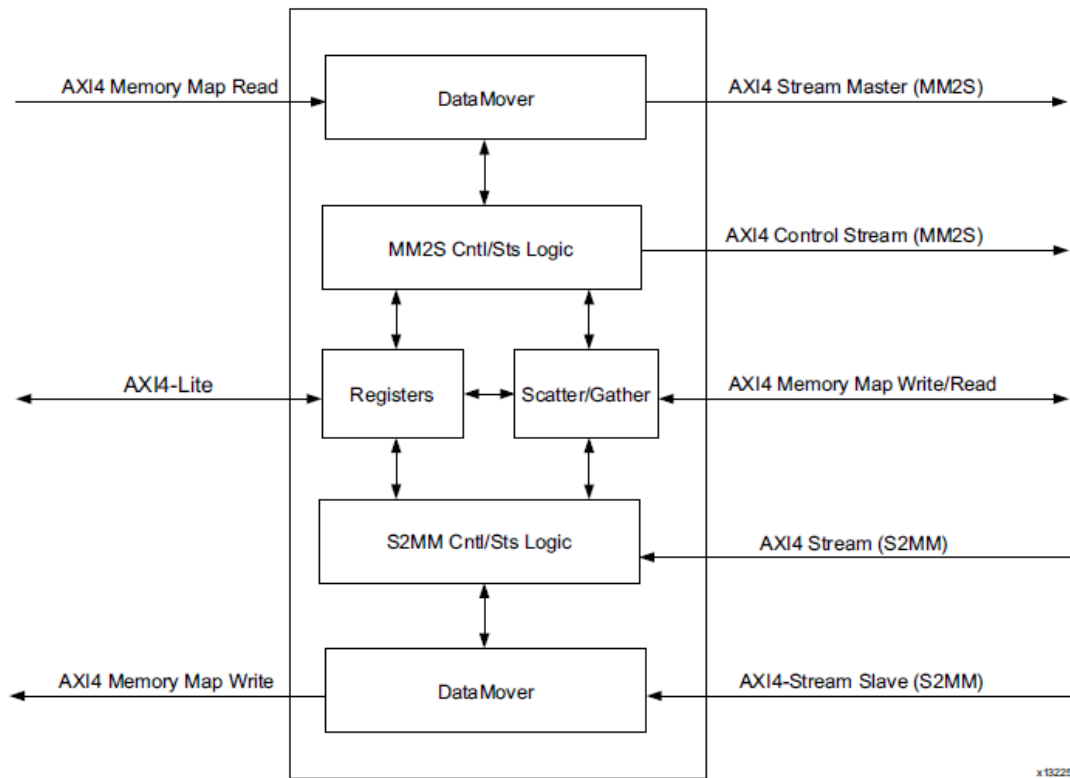 AXI4 Memory Map Read
DataMover
AXI4 Stream Master (MM2S)
MM2S Cntl/Sts Logic
AXI4 Control Stream (MM2S)
AXI4-Lite
Registers
Scatter/Gather
AXI4 Memory Map Write/Read
S2MM Cntl/Sts Logic
AXI4 Stream (S2MM)
AXI4 Memory Map Write
DataMover
AXI4-Stream Slave (S2MM)
x13225